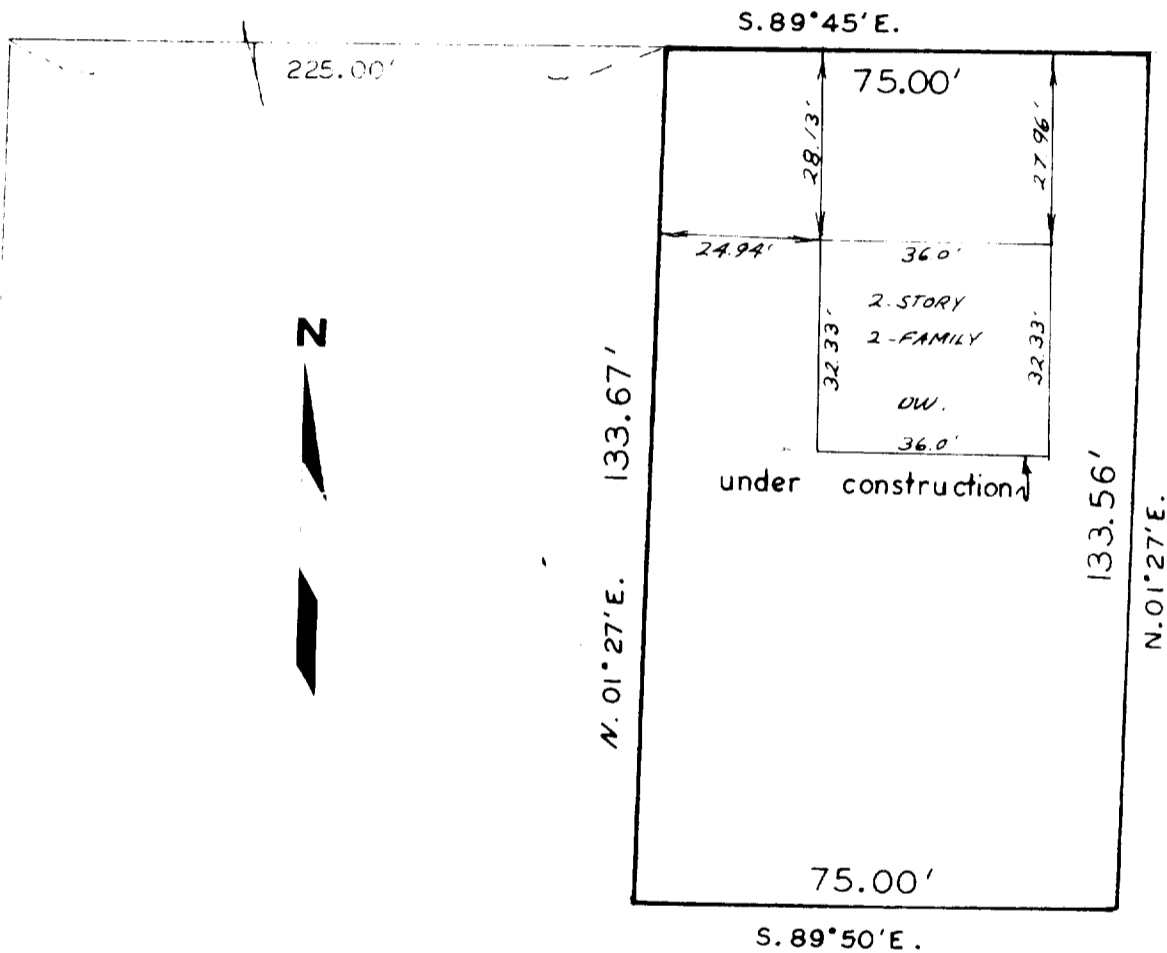 S.89°45'E.
225.00'
75.00'
28.13'
27.96'
24.94'
36.0'
2.STORY
2-FAMILY
DW.
32.33'
32.33'
36.0'
N
133.67'
under construction
133.56'
N.01°27'E.
N.01°27'E.
75.00'
S.89°50'E.